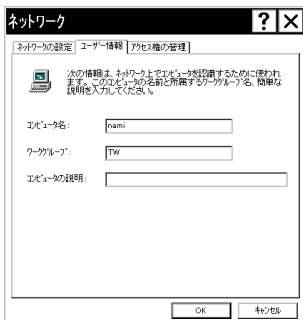 ネットワーク
ネットワークの設定 ユーザー情報 アクセス権の管理
次の情報は、ネットワーク上でコンピュータを認識するために使われ
ます。このコンピュータの名前と所属するワークグループ名、簡単な
説明を入力してください。
コンピュータ名:
nami
ワークグループ:
TW
コンピュータの説明:
OK キャンセル